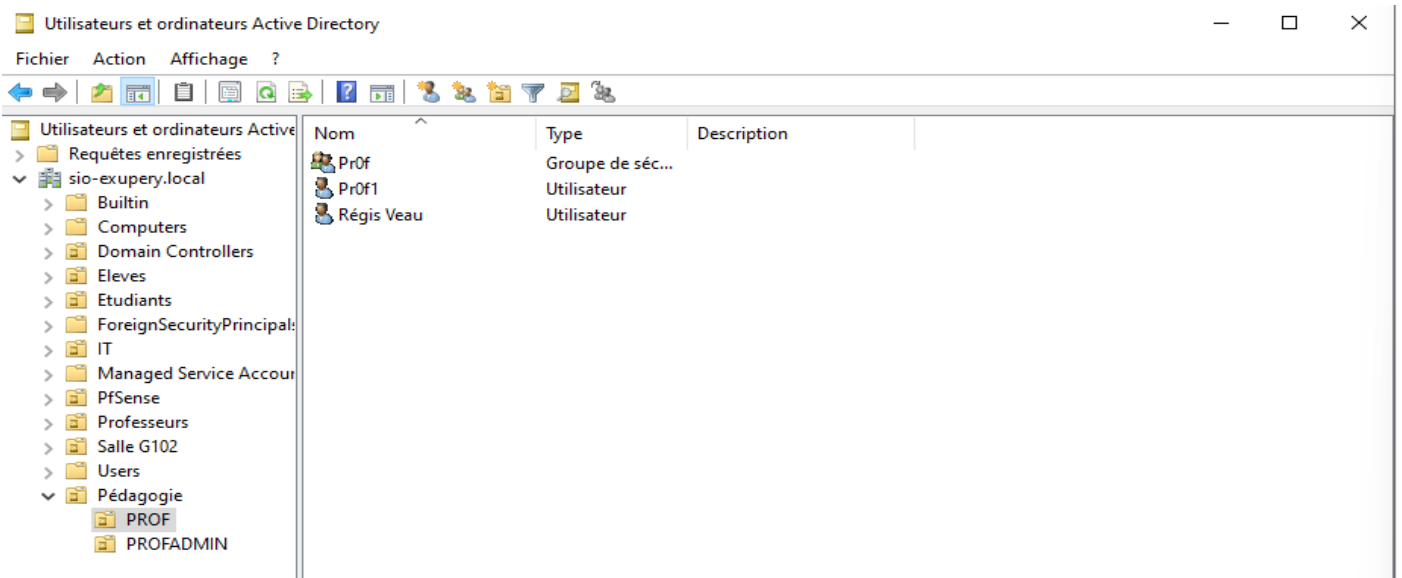 Utilisateurs et ordinateurs Active Directory
Fichier Action Affichage ?
Utilisateurs et ordinateurs Active
Requêtes enregistrées
sio-exupery.local
Builtin
Computers
Domain Controllers
Eleves
Etudiants
ForeignSecurityPrincipals
IT
Managed Service Accour
PfSense
Professeurs
Salle G102
Users
Pédagogie
PROF
PROFADMIN
Nom Type Description
Pr0f Groupe de séc...
Pr0f1 Utilisateur
Régis Veau Utilisateur